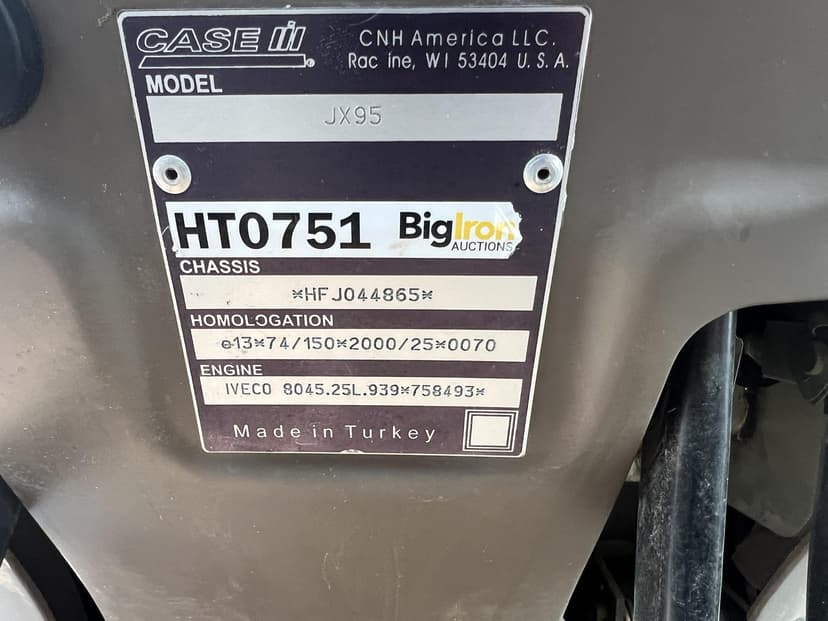 CASE IH
CNH America LLC.
Rac ine, WI 53404 U. S. A.
MODEL
JX95
HT0751 BigIron
AUCTIONS
CHASSIS
*HFJ044865*
HOMOLOGATION
e13*74/150*2000/25*0070
ENGINE
IVECO 8045.25L.939*758493*
Made in Turkey